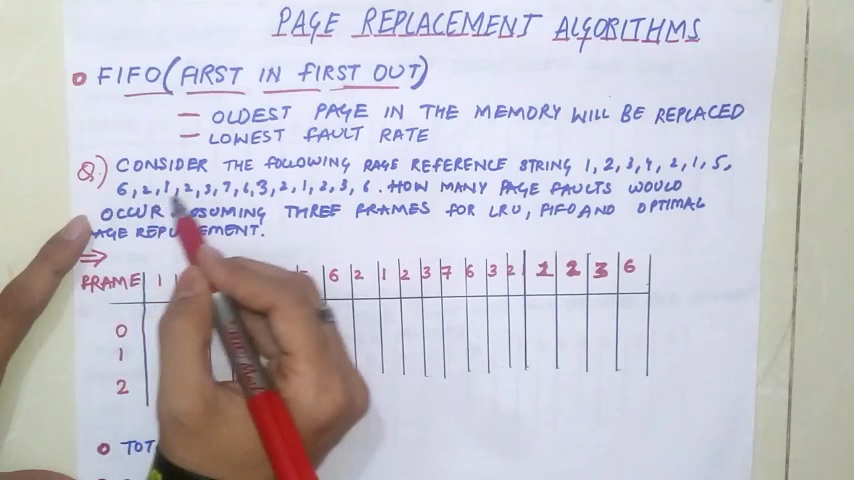 PAGE REPLACEMENT ALGORITHMS
FIFO (FIRST IN FIRST OUT)
= OLDEST PAGE IN THE MEMORY WILL BE REPLACED
= LOWEST FAULT RATE
Q.) CONSIDER THE FOLLOWING PAGE REFERENCE STRING 1, 2, 3, 4, 2, 1, 5,
6, 2, 1, 2, 3, 7, 6, 3, 2, 1, 2, 3, 6. HOW MANY PAGE FAULTS WOULD
OCCUR ASSUMING THREE FRAMES FOR LRU, FIFO AND OPTIMAL
PAGE REPLACEMENT.
⇒
FRAME 1 6 2 1 2 3 7 6 3 2 1 2 3 6
0
1
2
TOT